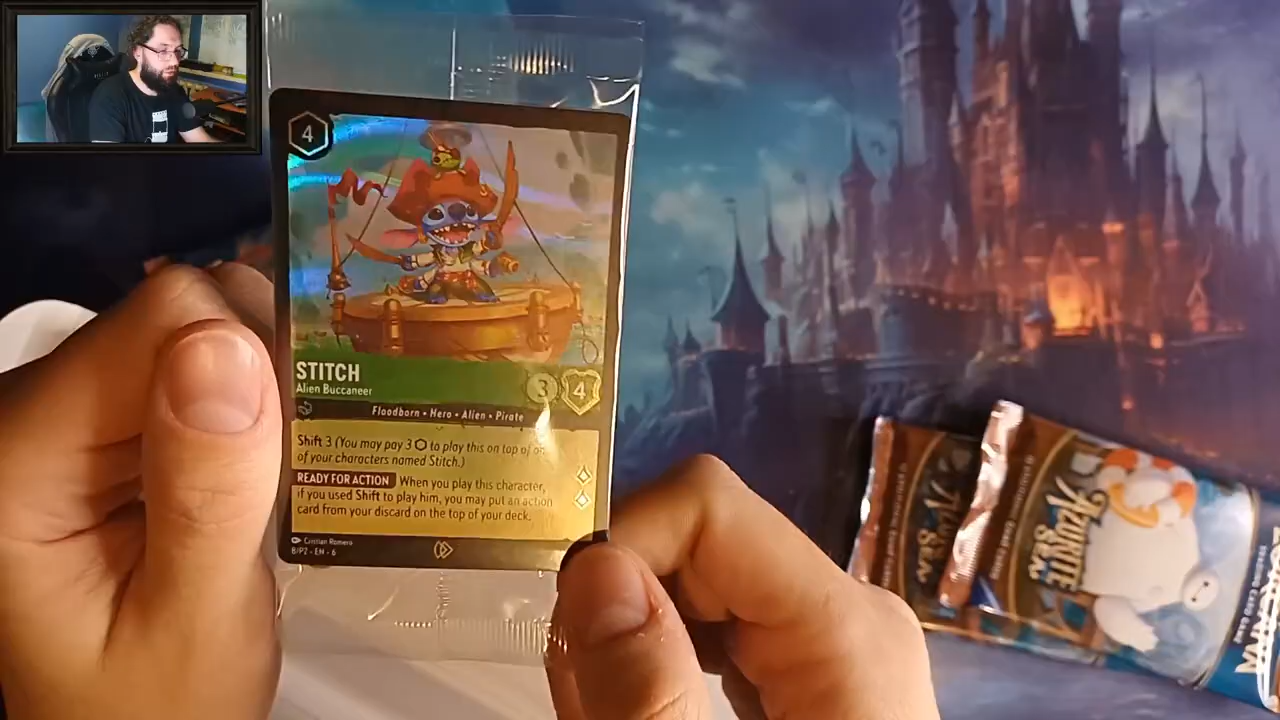 4
STITCH
Alien Buccaneer
3
4
Floodborn • Hero • Alien • Pirate
Shift 3 (You may pay 3 to play this on top of
of your characters named Stitch.)
READY FOR ACTION When you play this character,
if you used Shift to play him, you may put an action
card from your discard on the top of your deck.
Cristian Romero
8/P2 • EN • 6
AZURITE
SEA
TRADING CARD GAME